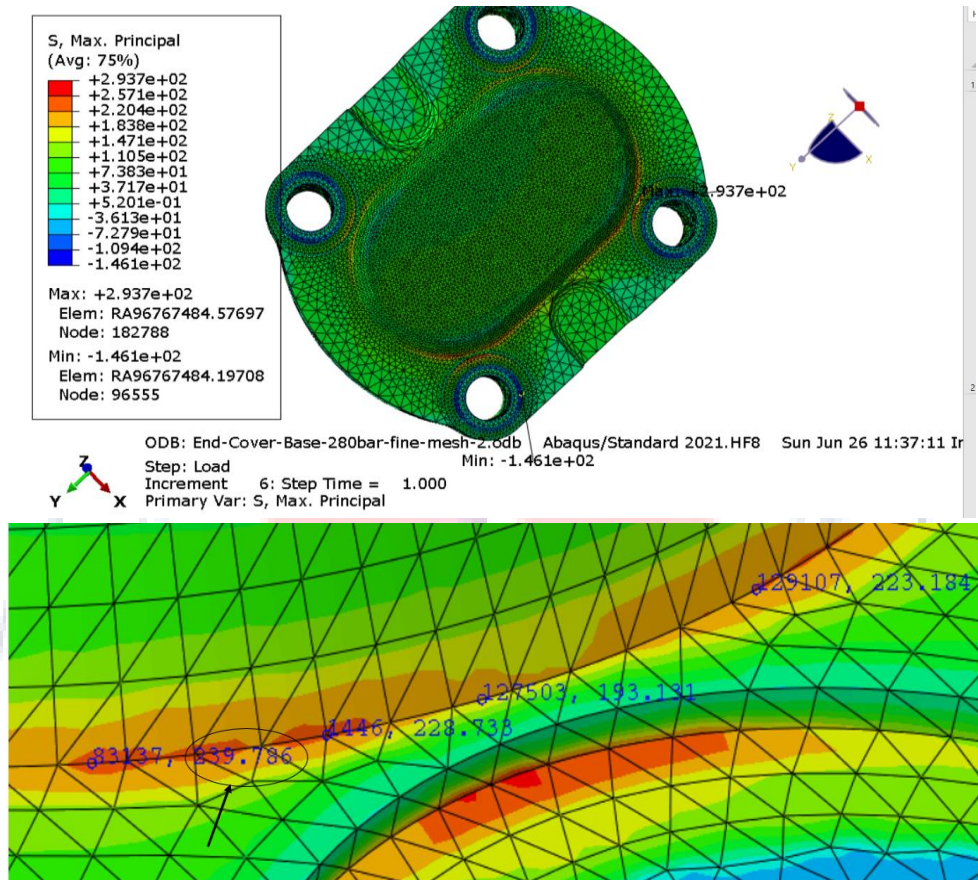 S, Max. Principal
(Avg: 75%)
+2.937e+02
+2.571e+02
+2.204e+02
+1.838e+02
+1.471e+02
+1.105e+02
+7.383e+01
+3.717e+01
+5.201e-01
-3.613e+01
-7.279e+01
-1.094e+02
-1.461e+02
Max: +2.937e+02
Elem: RA96767484.57697
Node: 182788
Min: -1.461e+02
Elem: RA96767484.19708
Node: 96555
Max: +2.937e+02
Z
Y
X
1
2
ODB: End-Cover-Base-280bar-fine-mesh-2.odb Abaqus/Standard 2021.HF8 Sun Jun 26 11:37:11
Min: -1.461e+02
Step: Load
Increment 6: Step Time = 1.000
Primary Var: S, Max. Principal
Z
Y
X
129107, 223.184
127503, 193.131
1446, 228.733
83137, 239.786